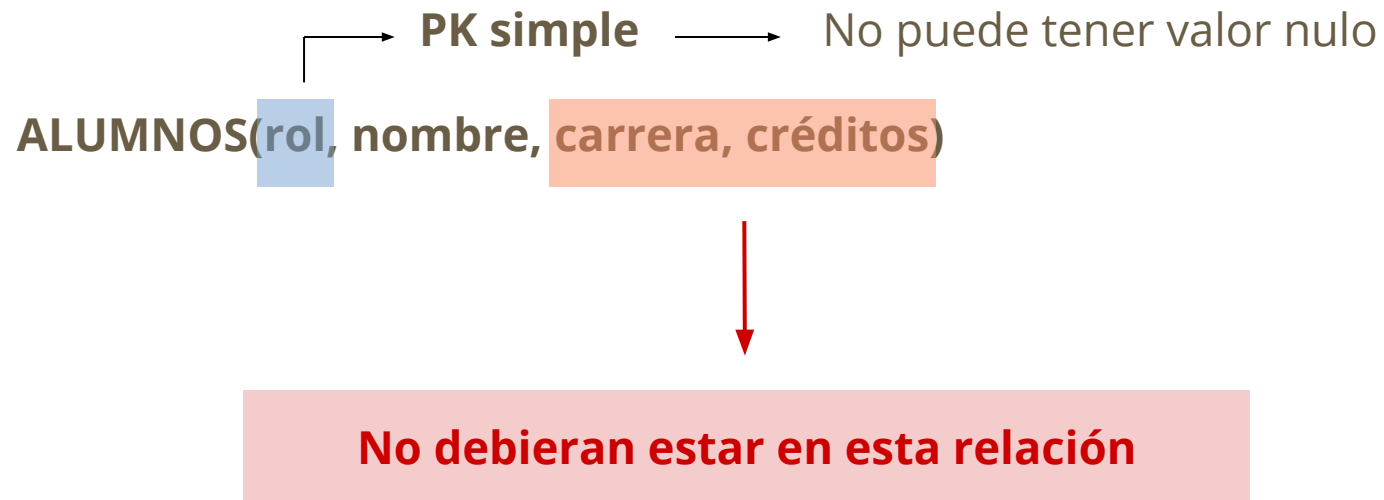 PK simple No puede tener valor nulo
ALUMNOS(rol, nombre, carrera, créditos)
No debieran estar en esta relación